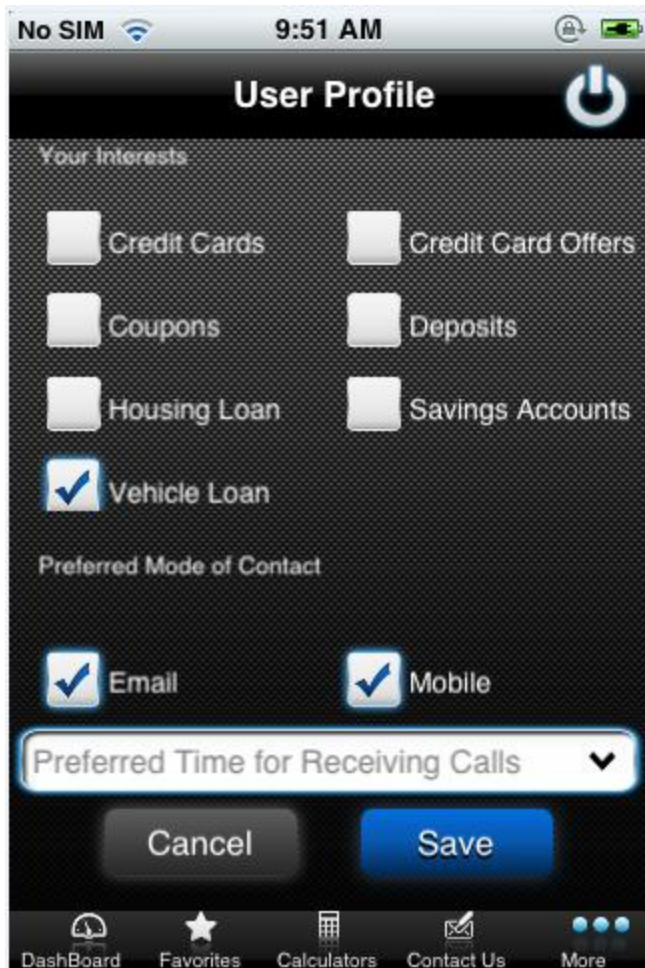 No SIM 9:51 AM
User Profile
Your Interests
Credit Cards Credit Card Offers
Coupons Deposits
Housing Loan Savings Accounts
Vehicle Loan
Preferred Mode of Contact
Email Mobile
Preferred Time for Receiving Calls
Cancel Save
DashBoard Favorites Calculators Contact Us More